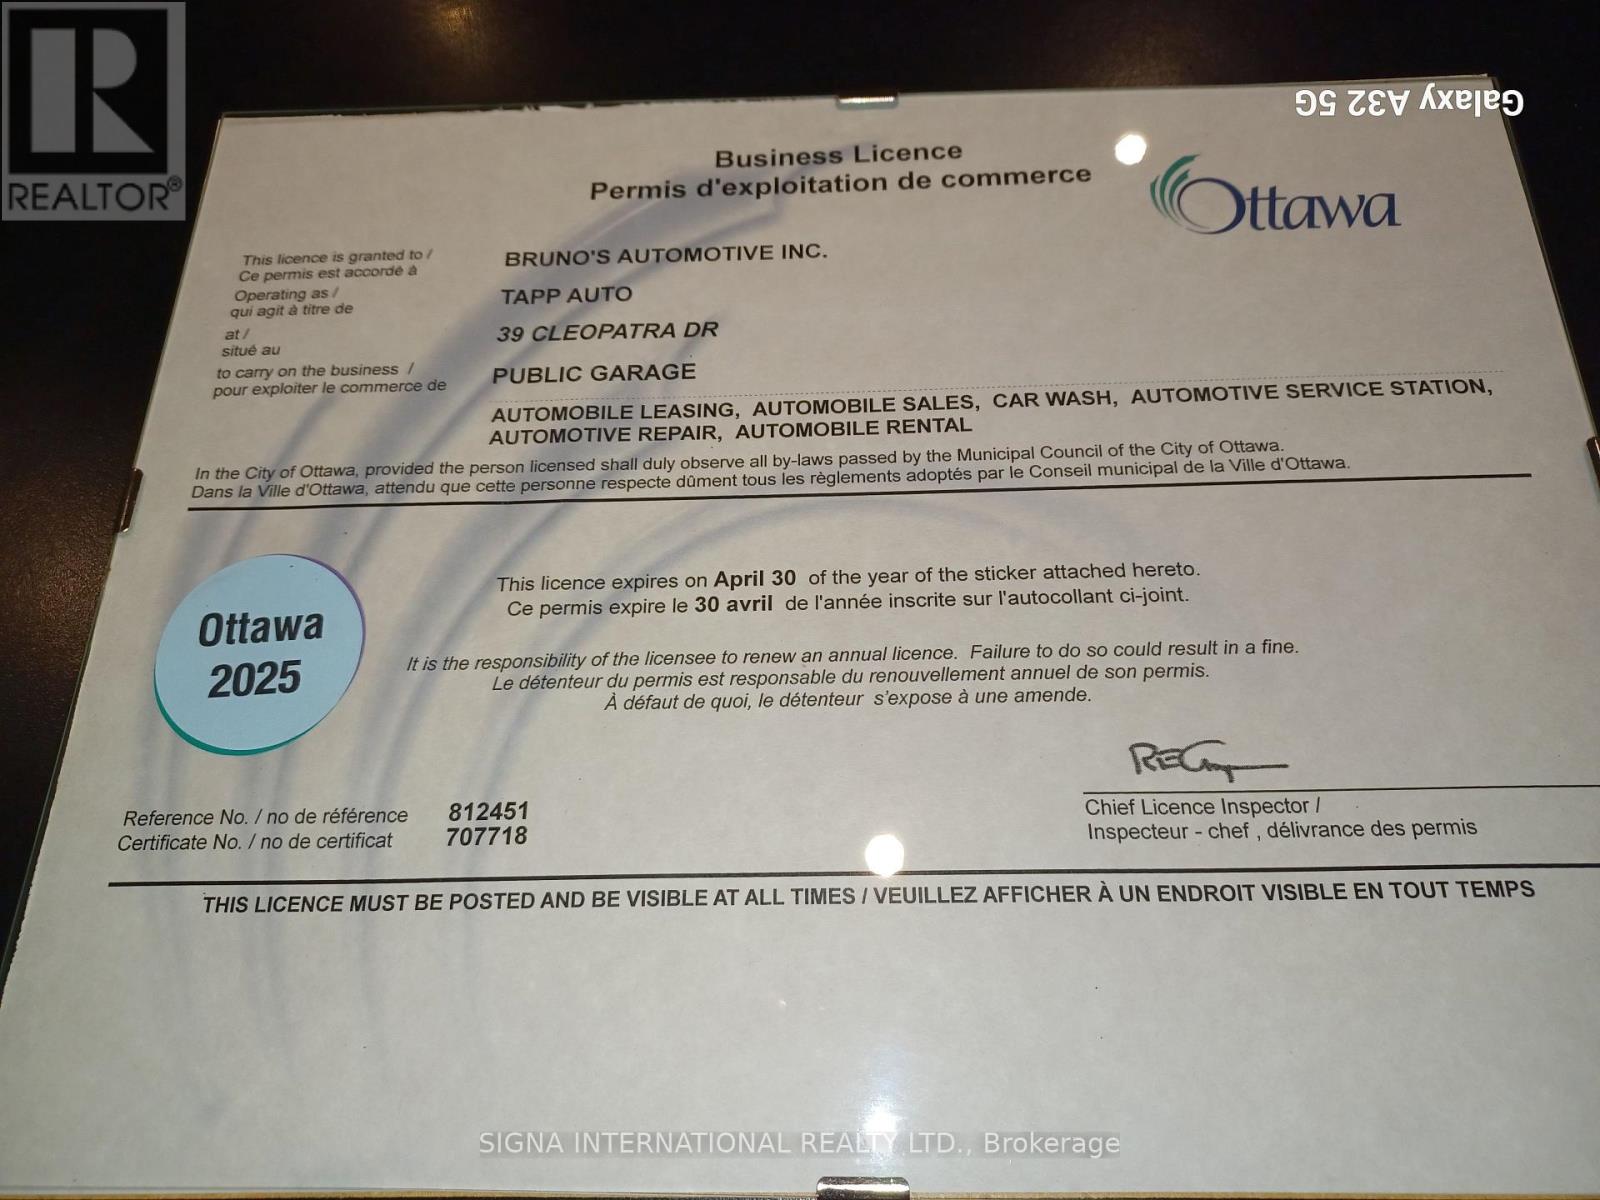 REALTOR®
Galaxy A32 5G
Business Licence
Permis d'exploitation de commerce
Ottawa
This licence is granted to /
Ce permis est accordé à
BRUNO'S AUTOMOTIVE INC.
Operating as /
qui agit à titre de
TAPP AUTO
at /
situé au
39 CLEOPATRA DR
to carry on the business /
pour exploiter le commerce de
PUBLIC GARAGE
AUTOMOBILE LEASING, AUTOMOBILE SALES, CAR WASH, AUTOMOTIVE SERVICE STATION,
AUTOMOTIVE REPAIR, AUTOMOBILE RENTAL
In the City of Ottawa, provided the person licensed shall duly observe all by-laws passed by the Municipal Council of the City of Ottawa.
Dans la Ville d'Ottawa, attendu que cette personne respecte dûment tous les règlements adoptés par le Conseil municipal de la Ville d'Ottawa.
This licence expires on April 30 of the year of the sticker attached hereto.
Ce permis expire le 30 avril de l'année inscrite sur l'autocollant ci-joint.
Ottawa
2025
It is the responsibility of the licensee to renew an annual licence. Failure to do so could result in a fine.
Le détenteur du permis est responsable du renouvellement annuel de son permis.
À défaut de quoi, le détenteur s'expose à une amende.
Reference No. / no de référence 812451
Certificate No. / no de certificat 707718
Chief Licence Inspector /
Inspecteur - chef , délivrance des permis
THIS LICENCE MUST BE POSTED AND BE VISIBLE AT ALL TIMES / VEUILLEZ AFFICHER À UN ENDROIT VISIBLE EN TOUT TEMPS
SIGNA INTERNATIONAL REALTY LTD., Brokerage